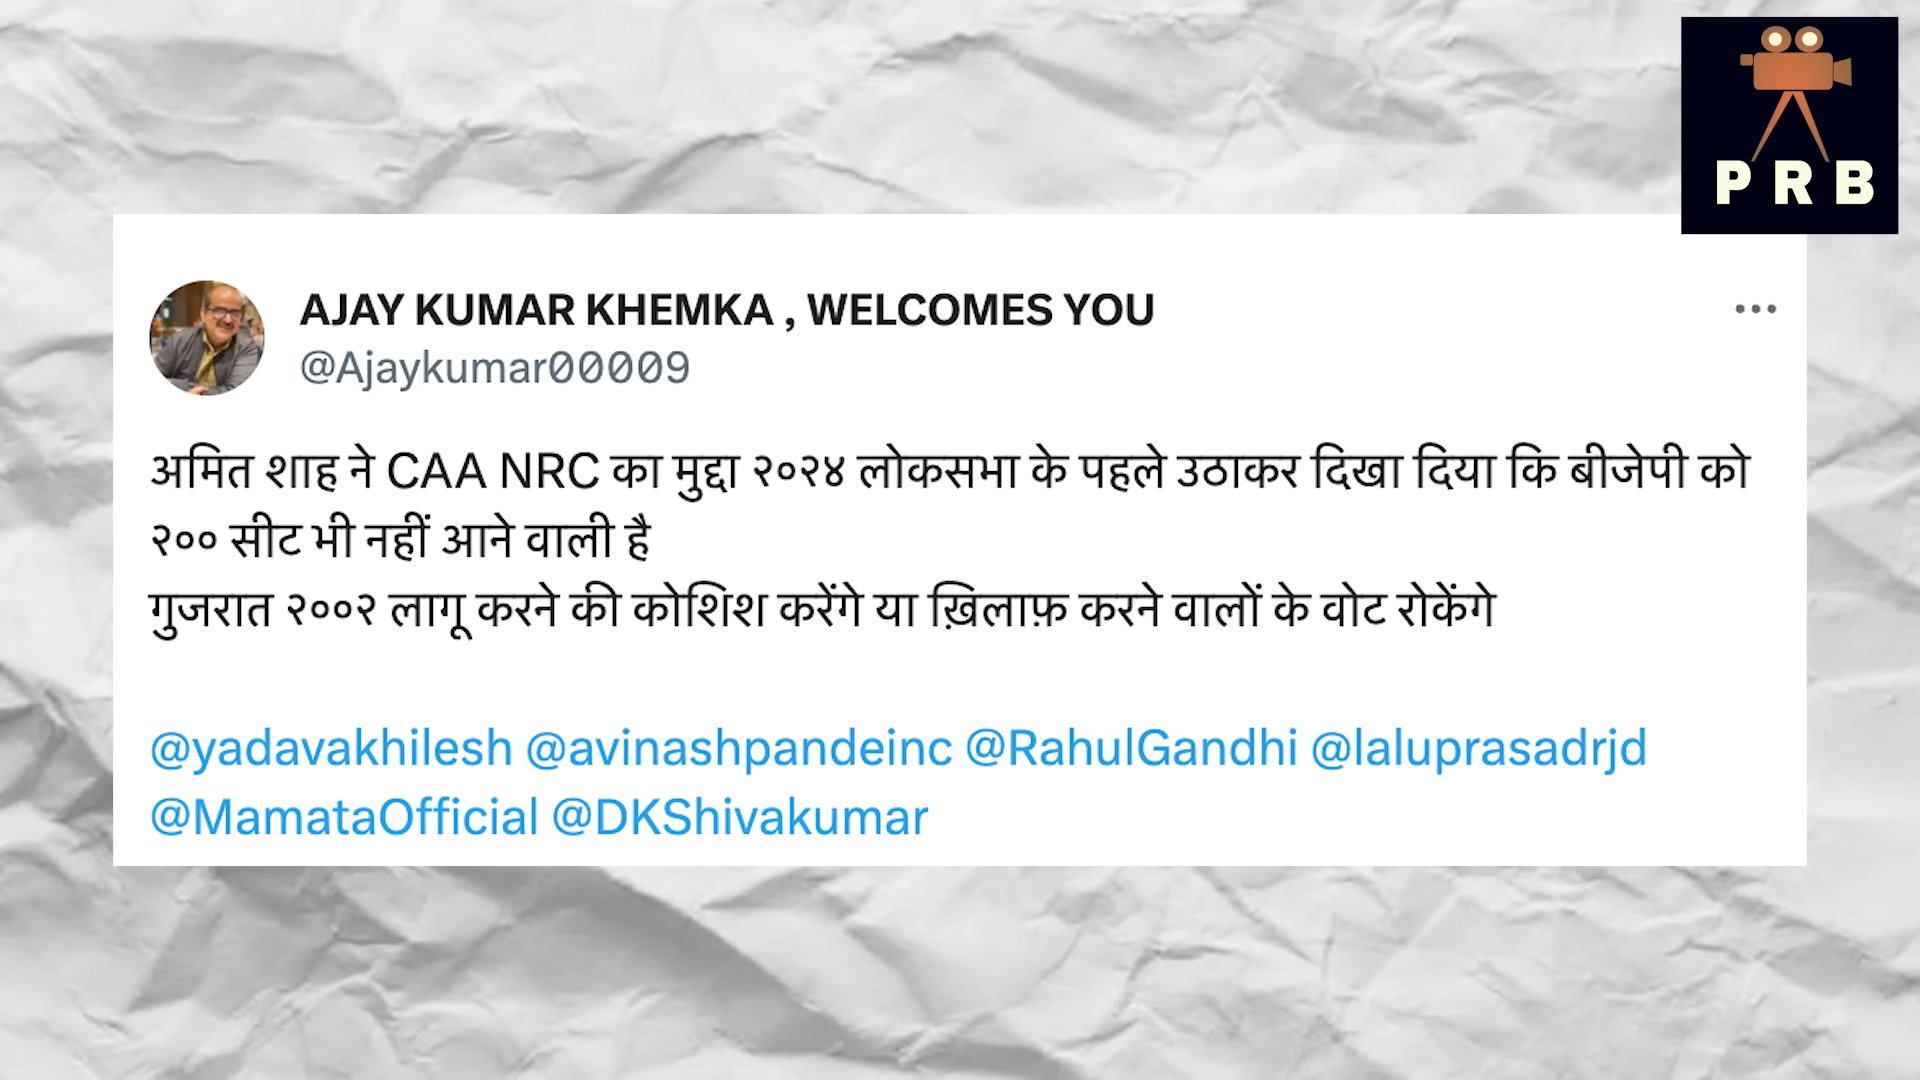 PRB
AJAY KUMAR KHEMKA , WELCOMES YOU
@Ajaykumar00009
अमित शाह ने CAA NRC का मुद्दा २०२४ लोकसभा के पहले उठाकर दिखा दिया कि बीजेपी को
२०० सीट भी नहीं आने वाली है
गुजरात २००२ लागू करने की कोशिश करेंगे या ख़िलाफ़ करने वालों के वोट रोकेंगे
@yadavakhilesh @avinashpandeinc @RahulGandhi @laluprasadrjd
@MamataOfficial @DKShivakumar